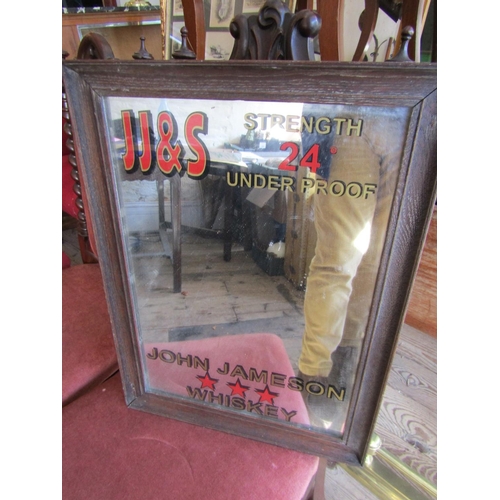 JJ&S
STRENGTH
24°
UNDER PROOF
JOHN JAMESON
★ ★ ★
WHISKEY